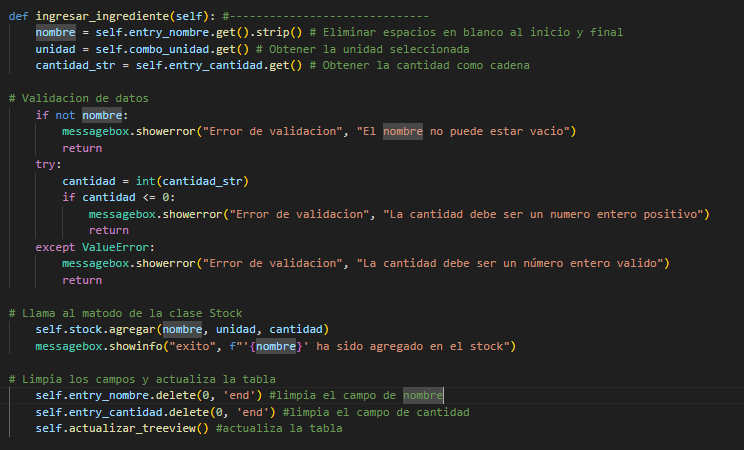 def ingresar_ingrediente(self): #------------------------------
nombre = self.entry_nombre.get().strip() # Eliminar espacios en blanco al inicio y final
unidad = self.combo_unidad.get() # Obtener la unidad seleccionada
cantidad_str = self.entry_cantidad.get() # Obtener la cantidad como cadena
# Validacion de datos
if not nombre:
messagebox.showerror("Error de validacion", "El nombre no puede estar vacio")
return
try:
cantidad = int(cantidad_str)
if cantidad <= 0:
messagebox.showerror("Error de validacion", "La cantidad debe ser un numero entero positivo")
return
except ValueError:
messagebox.showerror("Error de validacion", "La cantidad debe ser un número entero valido")
return
# Llama al matodo de la clase Stock
self.stock.agregar(nombre, unidad, cantidad)
messagebox.showinfo("exito", f"'{nombre}' ha sido agregado en el stock")
# Limpia los campos y actualiza la tabla
self.entry_nombre.delete(0, 'end') #limpia el campo de nombre
self.entry_cantidad.delete(0, 'end') #limpia el campo de cantidad
self.actualizar_treeview() #actualiza la tabla